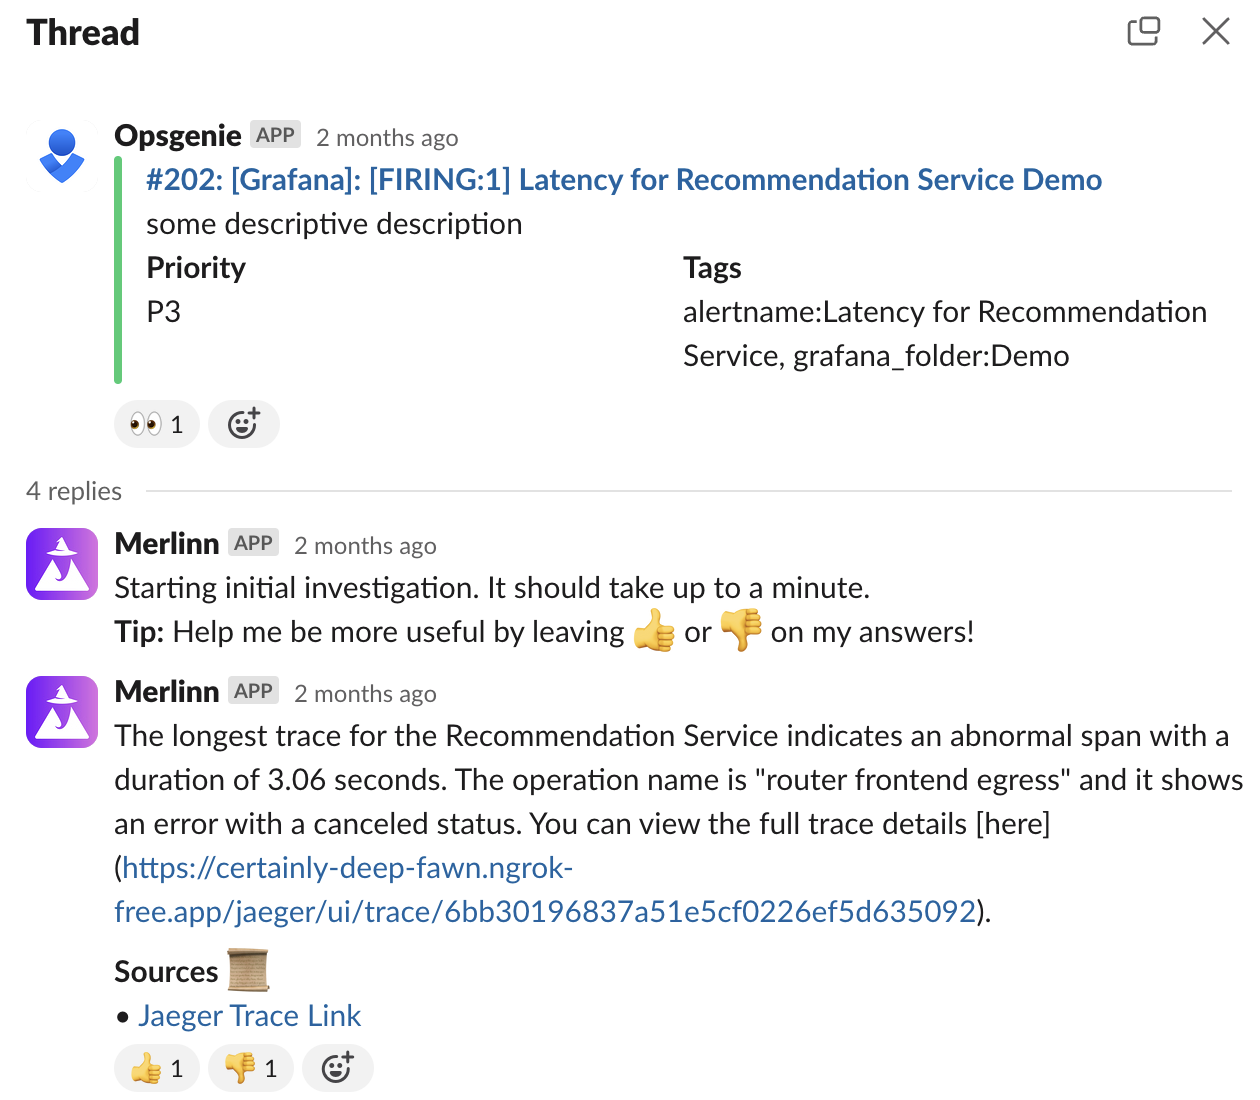 Thread
Opsgenie APP 2 months ago
#202: [Grafana]: [FIRING:1] Latency for Recommendation Service Demo
some descriptive description
Priority
P3
Tags
alertname:Latency for Recommendation
Service, grafana_folder:Demo
1
4 replies
Merlinn APP 2 months ago
Starting initial investigation. It should take up to a minute.
Tip: Help me be more useful by leaving 👍 or 👎 on my answers!
Merlinn APP 2 months ago
The longest trace for the Recommendation Service indicates an abnormal span with a
duration of 3.06 seconds. The operation name is "router frontend egress" and it shows
an error with a canceled status. You can view the full trace details [here]
(https://certainly-deep-fawn.ngrok-
free.app/jaeger/ui/trace/6bb30196837a51e5cf0226ef5d635092).
Sources
• Jaeger Trace Link
1 1